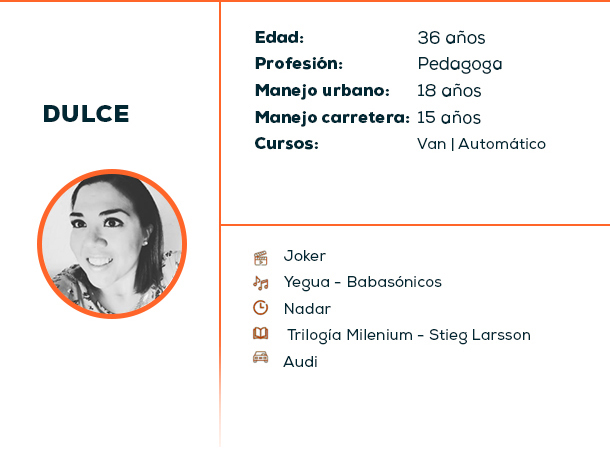 DULCE
Edad: 36 años
Profesión: Pedagoga
Manejo urbano: 18 años
Manejo carretera: 15 años
Cursos: Van | Automático
Joker
Yegua - Babasónicos
Nadar
Trilogía Milenium - Stieg Larsson
Audi